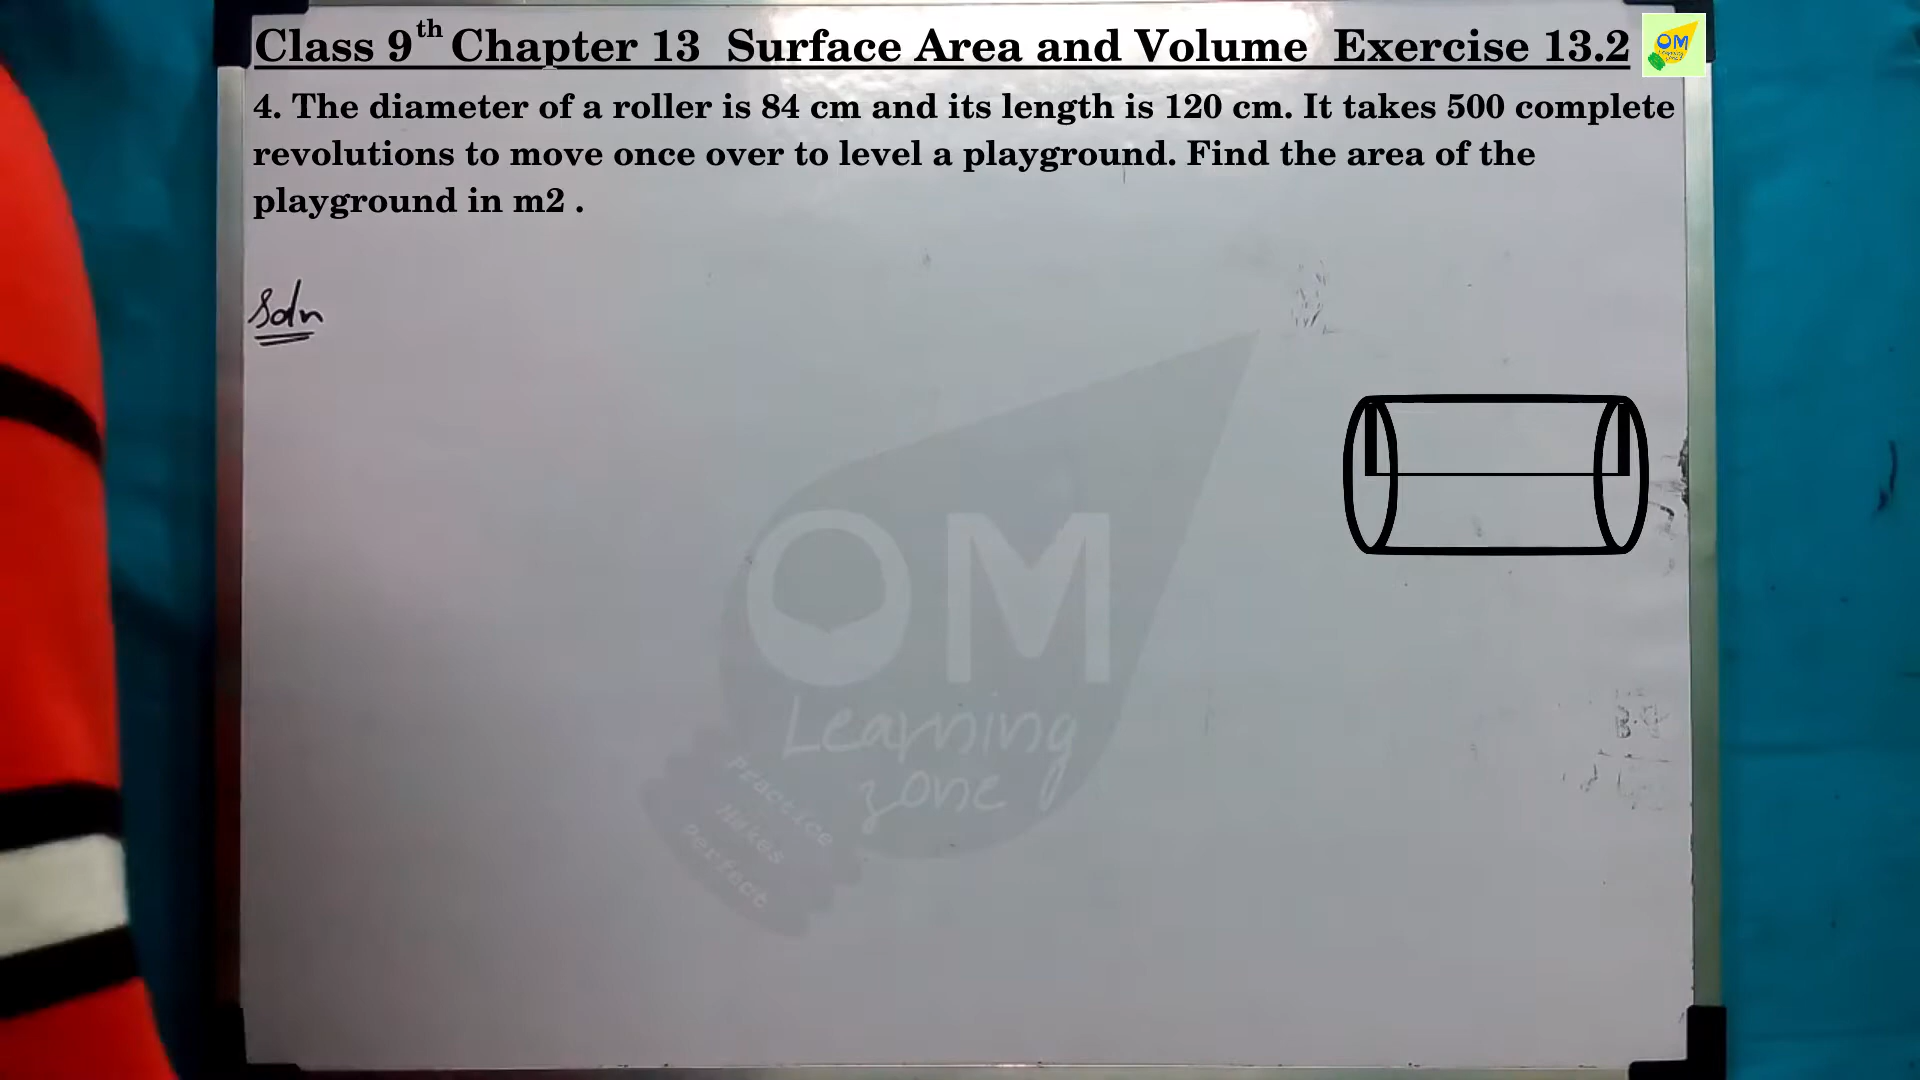 Class 9th Chapter 13 Surface Area and Volume Exercise 13.2
OM
4. The diameter of a roller is 84 cm and its length is 120 cm. It takes 500 complete
revolutions to move once over to level a playground. Find the area of the
playground in m2 .
Soln
OM
Learning
zone
Practice
Makes
Perfect